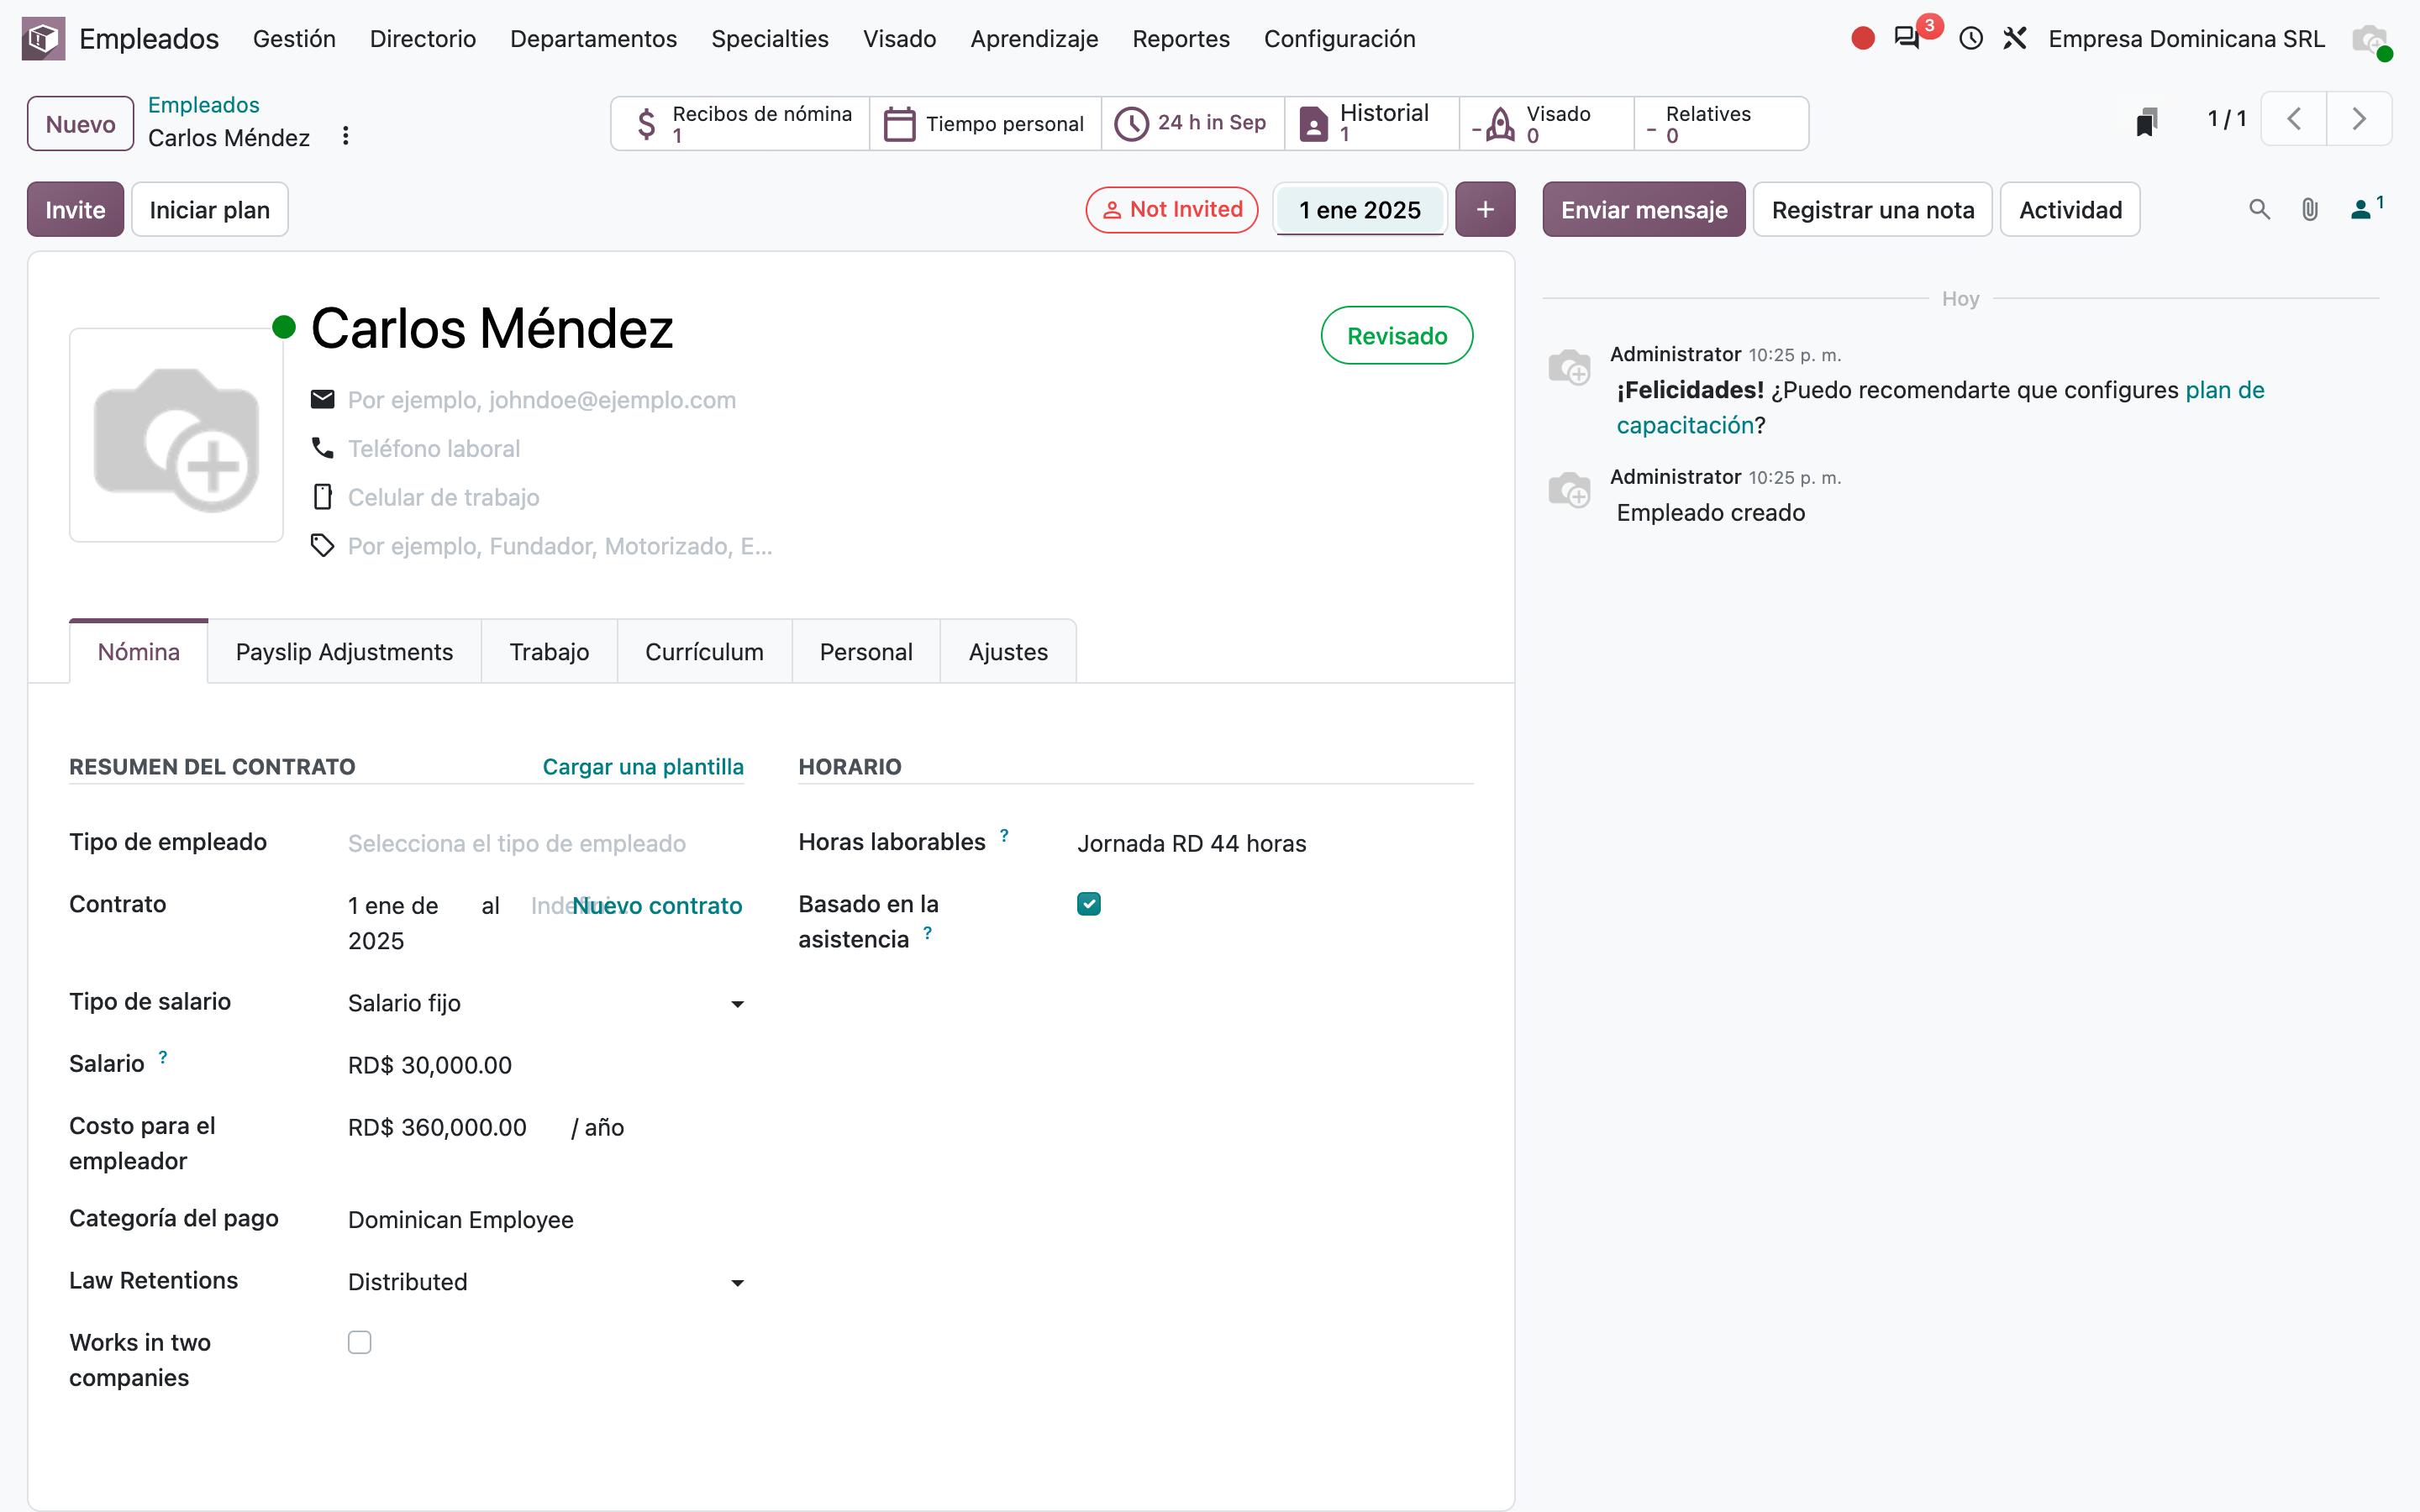 Empleados Gestión Directorio Departamentos Specialties Visado Aprendizaje Reportes Configuración 3 Empresa Dominicana SRL
Nuevo
Empleados
Carlos Méndez
Recibos de nómina
1
Tiempo personal
24 h in Sep
Historial
1
Visado
0
Relatives
0
1 / 1
Invite Iniciar plan
Not Invited 1 ene 2025 +
Enviar mensaje Registrar una nota Actividad 1
Carlos Méndez
Revisado
Por ejemplo, johndoe@ejemplo.com
Teléfono laboral
Celular de trabajo
Por ejemplo, Fundador, Motorizado, E...
Nómina Payslip Adjustments Trabajo Currículum Personal Ajustes
RESUMEN DEL CONTRATO Cargar una plantilla
Tipo de empleado Selecciona el tipo de empleado
Contrato 1 ene de 2025 al Nuevo contrato
Tipo de salario Salario fijo
Salario ? RD$ 30,000.00
Costo para el empleador RD$ 360,000.00 / año
Categoría del pago Dominican Employee
Law Retentions Distributed
Works in two companies
HORARIO
Horas laborables ? Jornada RD 44 horas
Basado en la asistencia ?
Hoy
Administrator 10:25 p. m.
¡Felicidades! ¿Puedo recomendarte que configures plan de
capacitación?
Administrator 10:25 p. m.
Empleado creado